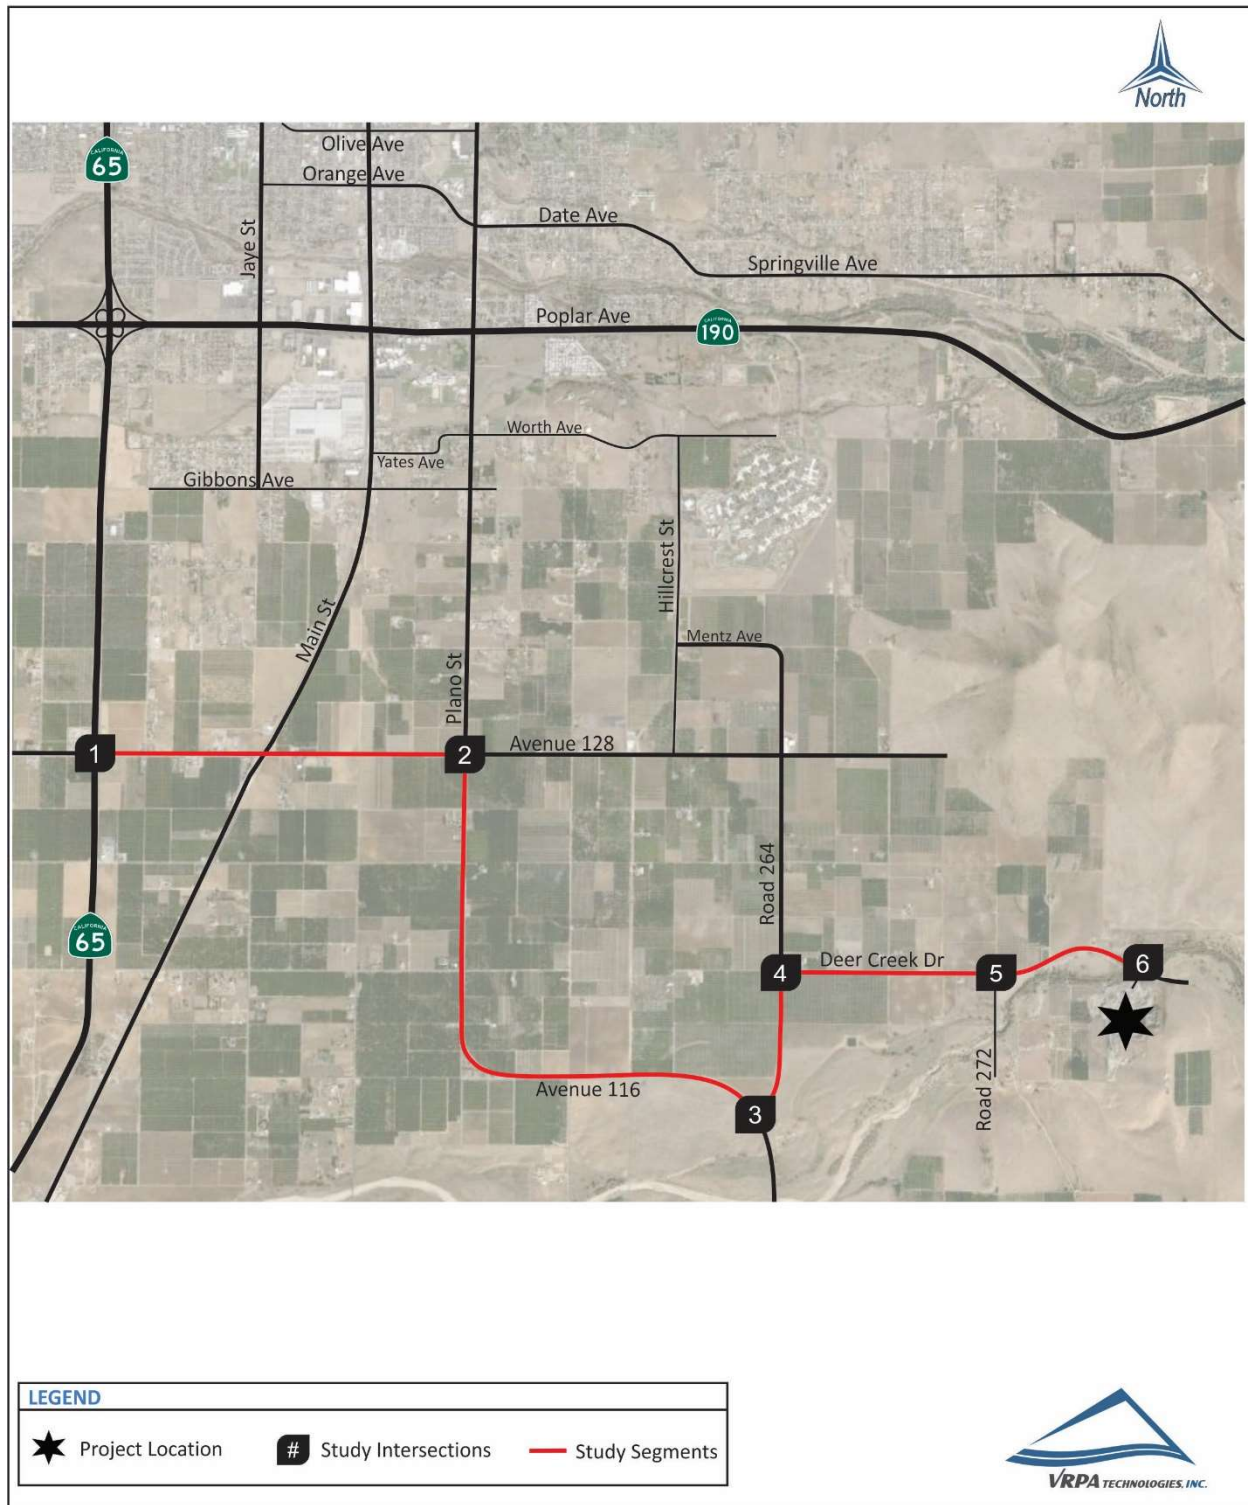 North
CALIFORNIA
65
Olive Ave
Orange Ave
Jaye St
Date Ave
Springville Ave
Poplar Ave
CALIFORNIA
190
Worth Ave
Yates Ave
Gibbons Ave
Hillcrest St
Main St
Mentz Ave
Plano St
1
2
Avenue 128
Road 264
CALIFORNIA
65
4
Deer Creek Dr
5
6
Avenue 116
3
Road 272
LEGEND
Project Location
# Study Intersections
Study Segments
VRPA TECHNOLOGIES, INC.